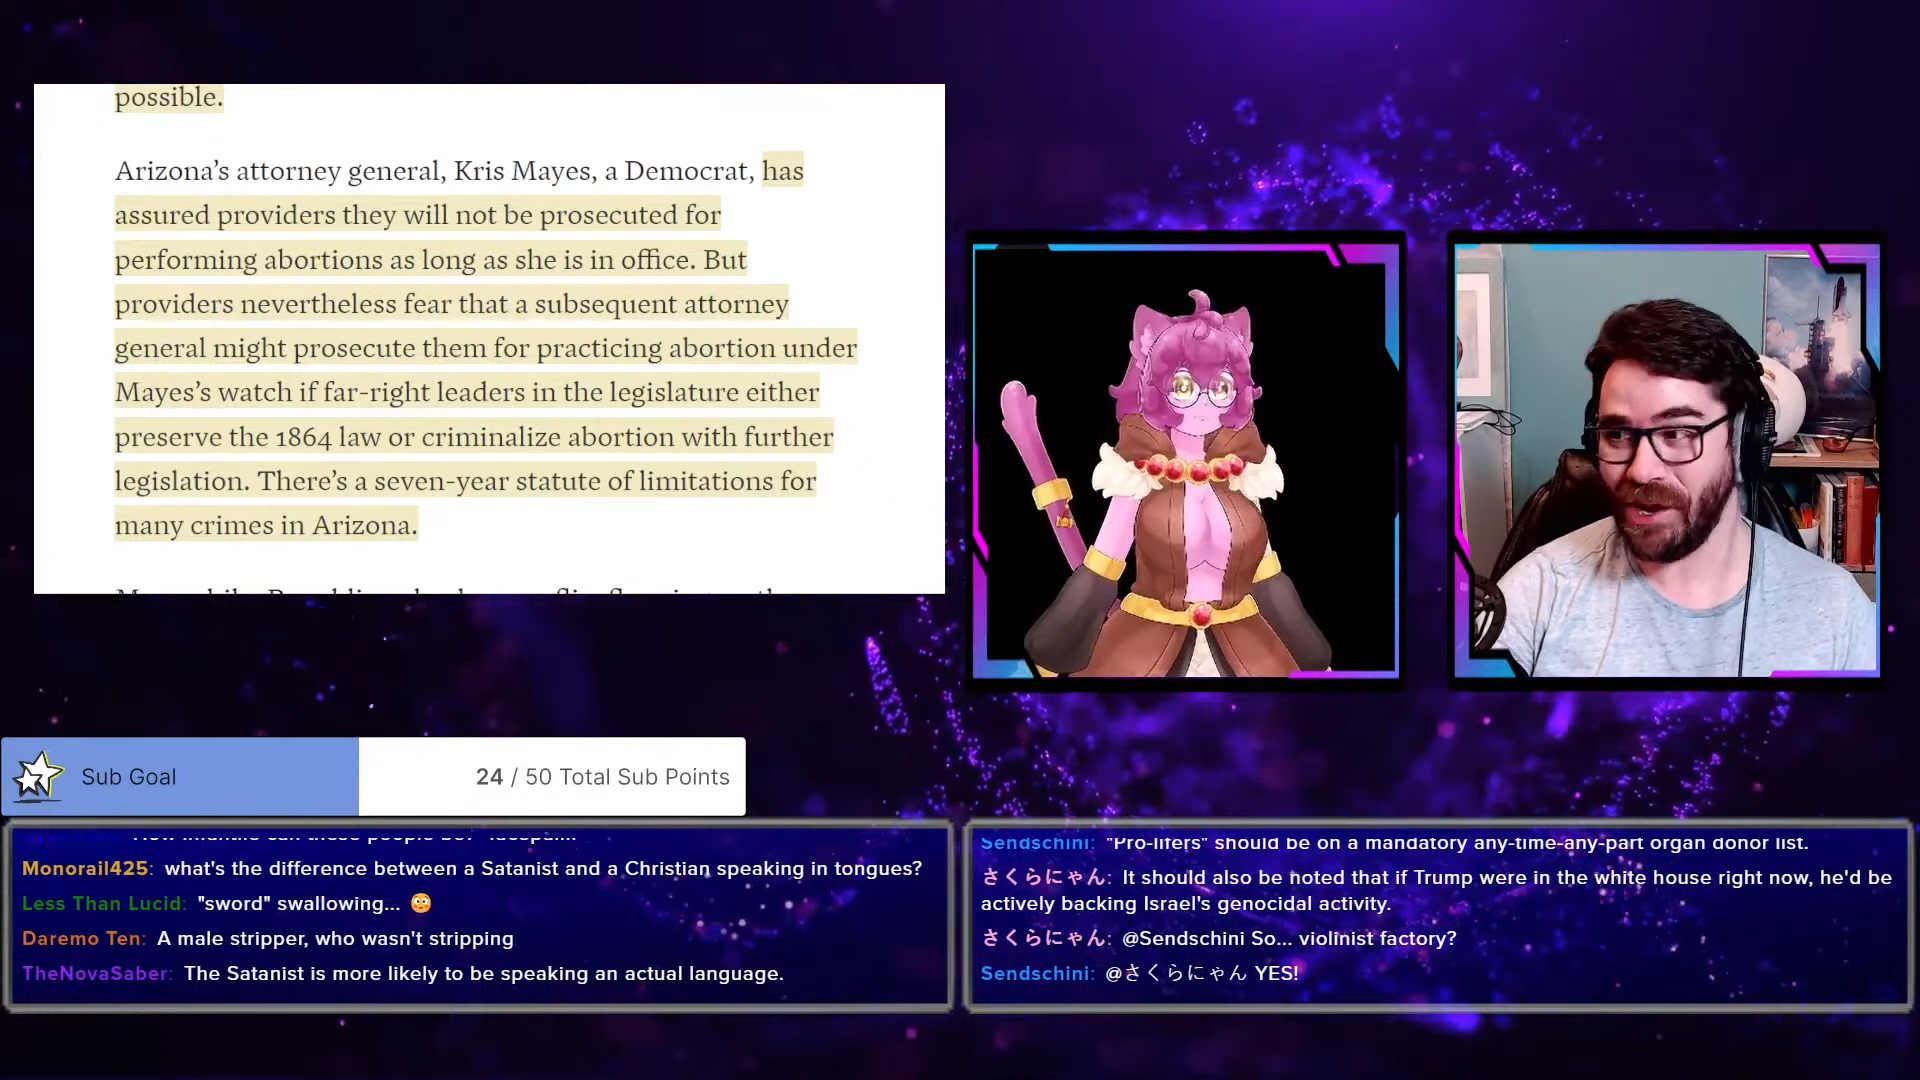 possible.
Arizona’s attorney general, Kris Mayes, a Democrat, has
assured providers they will not be prosecuted for
performing abortions as long as she is in office. But
providers nevertheless fear that a subsequent attorney
general might prosecute them for practicing abortion under
Mayes’s watch if far-right leaders in the legislature either
preserve the 1864 law or criminalize abortion with further
legislation. There’s a seven-year statute of limitations for
many crimes in Arizona.
Sub Goal
24 / 50 Total Sub Points
Monorail425: what's the difference between a Satanist and a Christian speaking in tongues?
Less Than Lucid: "sword" swallowing... 😳
Daremo Ten: A male stripper, who wasn't stripping
TheNovaSaber: The Satanist is more likely to be speaking an actual language.
Sendschini: "Pro-lifers" should be on a mandatory any-time-any-part organ donor list.
さくらにゃん: It should also be noted that if Trump were in the white house right now, he'd be
actively backing Israel's genocidal activity.
さくらにゃん: @Sendschini So... violinist factory?
Sendschini: @さくらにゃん YES!